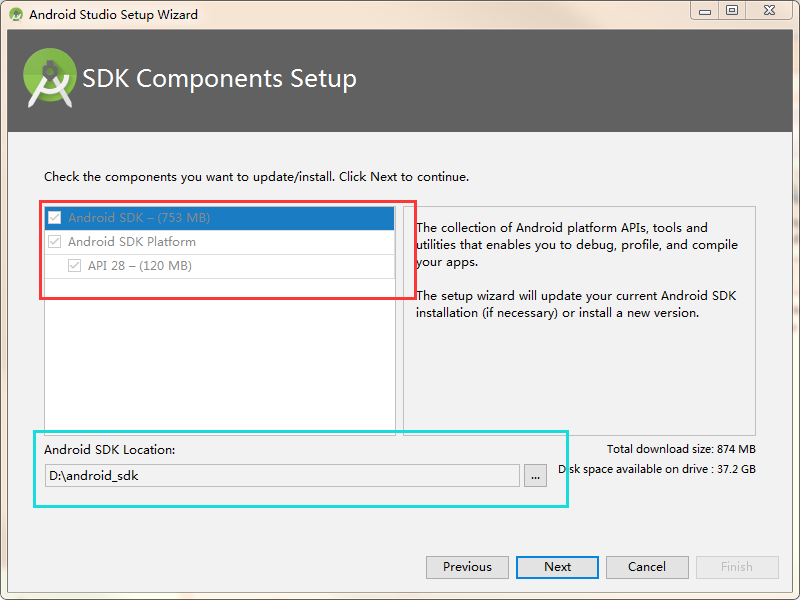 Android Studio Setup Wizard
SDK Components Setup
Check the components you want to update/install. Click Next to continue.
Android SDK – (753 MB)
Android SDK Platform
API 28 – (120 MB)
The collection of Android platform APIs, tools and
utilities that enables you to debug, profile, and compile
your apps.
The setup wizard will update your current Android SDK
installation (if necessary) or install a new version.
Android SDK Location:
D:\android_sdk
...
Total download size: 874 MB
Disk space available on drive : 37.2 GB
Previous
Next
Cancel
Finish